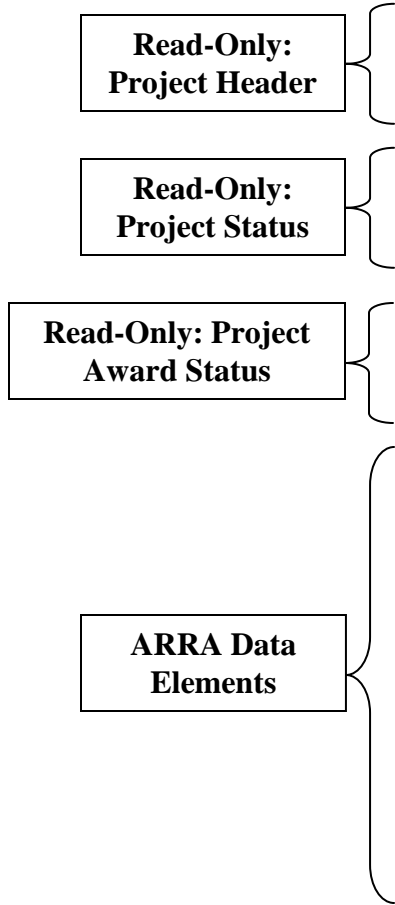 Read-Only:
Project Header
Read-Only:
Project Status
Read-Only: Project
Award Status
ARRA Data
Elements